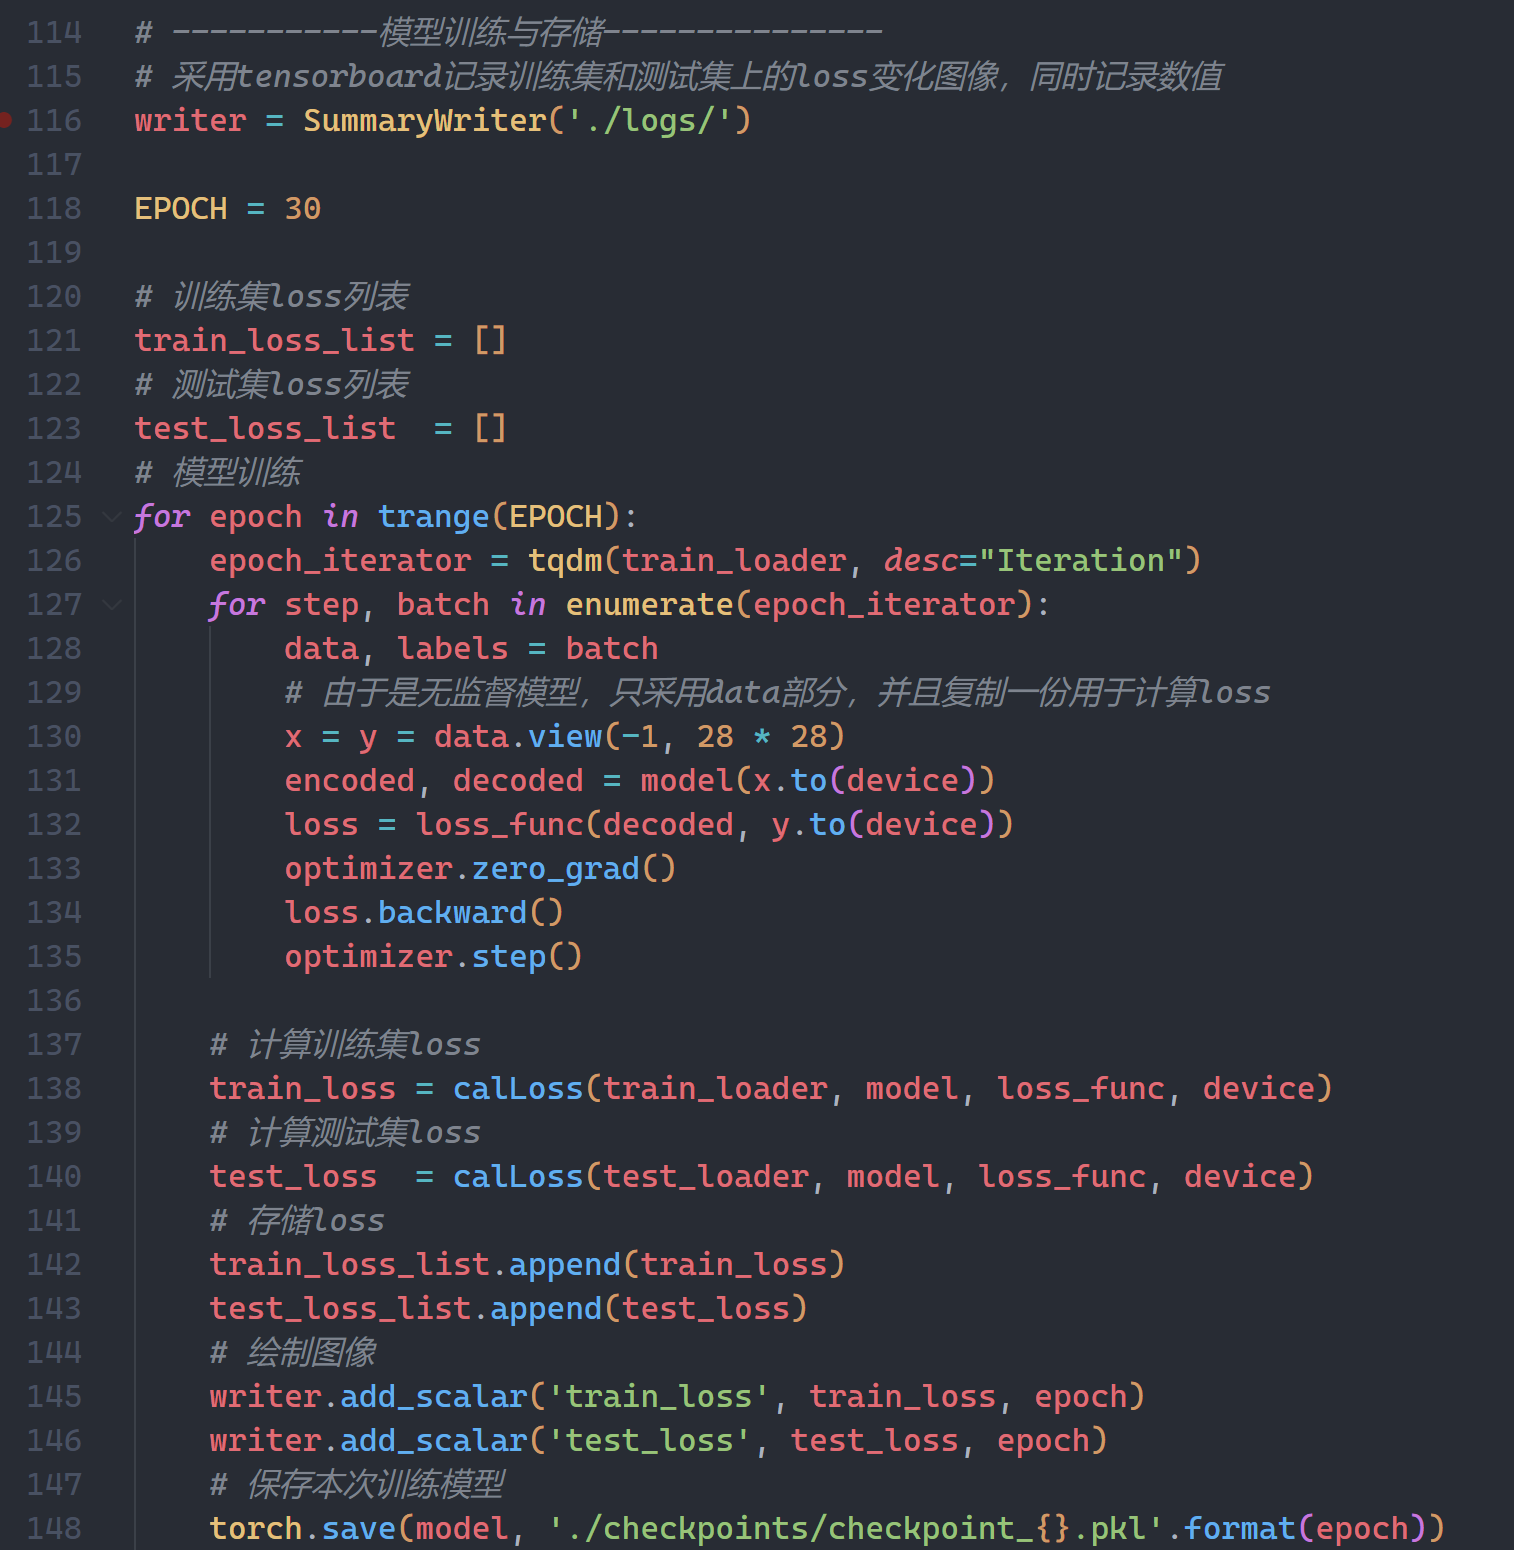 114 # -----------模型训练与存储---------------
115 # 采用tensorboard记录训练集和测试集上的loss变化图像，同时记录数值
116 writer = SummaryWriter('./logs/')
117
118 EPOCH = 30
119
120 # 训练集loss列表
121 train_loss_list = []
122 # 测试集loss列表
123 test_loss_list  = []
124 # 模型训练
125 for epoch in trange(EPOCH):
126     epoch_iterator = tqdm(train_loader, desc="Iteration")
127     for step, batch in enumerate(epoch_iterator):
128         data, labels = batch
129         # 由于是无监督模型，只采用data部分，并且复制一份用于计算loss
130         x = y = data.view(-1, 28 * 28)
131         encoded, decoded = model(x.to(device))
132         loss = loss_func(decoded, y.to(device))
133         optimizer.zero_grad()
134         loss.backward()
135         optimizer.step()
136
137     # 计算训练集loss
138     train_loss = calLoss(train_loader, model, loss_func, device)
139     # 计算测试集loss
140     test_loss  = calLoss(test_loader, model, loss_func, device)
141     # 存储loss
142     train_loss_list.append(train_loss)
143     test_loss_list.append(test_loss)
144     # 绘制图像
145     writer.add_scalar('train_loss', train_loss, epoch)
146     writer.add_scalar('test_loss', test_loss, epoch)
147     # 保存本次训练模型
148     torch.save(model, './checkpoints/checkpoint_{}.pkl'.format(epoch))